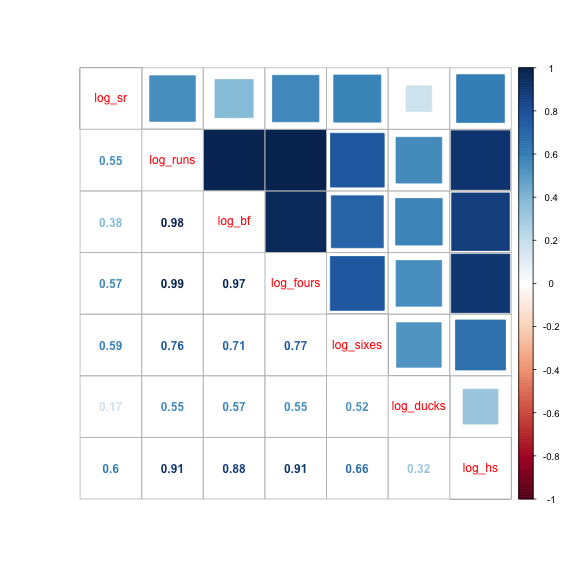 log_sr
0.55 log_runs
0.38 0.98 log_bf
0.57 0.99 0.97 log_fours
0.59 0.76 0.71 0.77 log_sixes
0.17 0.55 0.57 0.55 0.52 log_ducks
0.6 0.91 0.88 0.91 0.66 0.32 log_hs
1
0.8
0.6
0.4
0.2
0
-0.2
-0.4
-0.6
-0.8
-1